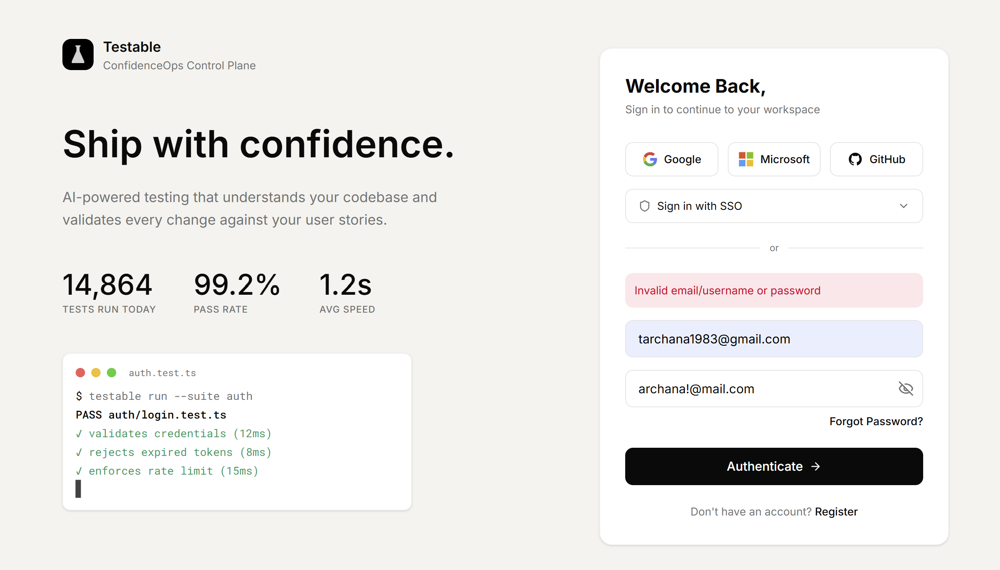 Testable
ConfidenceOps Control Plane
Ship with confidence.
AI-powered testing that understands your codebase and
validates every change against your user stories.
14,864
TESTS RUN TODAY
99.2%
PASS RATE
1.2s
AVG SPEED
auth.test.ts
$ testable run --suite auth
PASS auth/login.test.ts
✓ validates credentials (12ms)
✓ rejects expired tokens (8ms)
✓ enforces rate limit (15ms)
Welcome Back,
Sign in to continue to your workspace
Google
Microsoft
GitHub
Sign in with SSO
or
Invalid email/username or password
tarchana1983@gmail.com
archana!@mail.com
Forgot Password?
Authenticate →
Don't have an account? Register